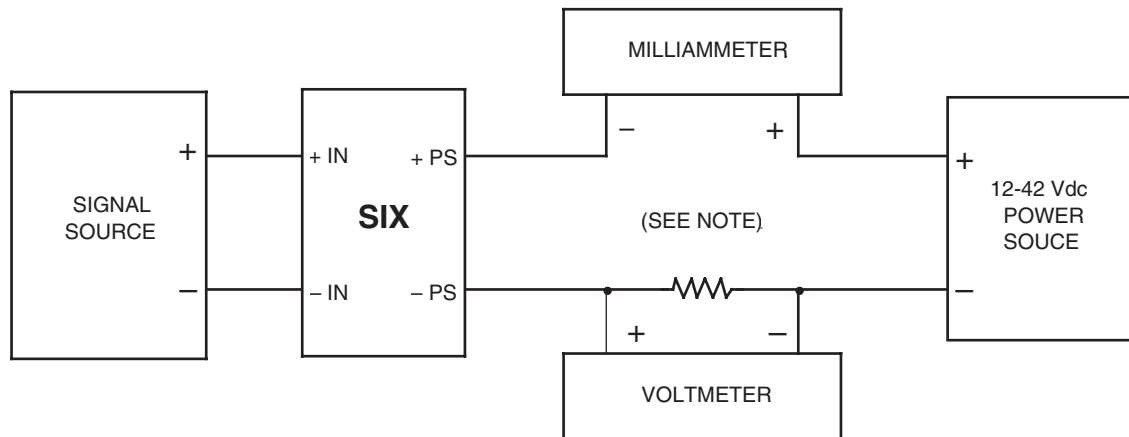 MILLIAMMETER
− +
SIGNAL
SOURCE
+
−
+ IN
− IN
SIX
+ PS
− PS
(SEE NOTE)
+
−
12-42 Vdc
POWER
SOUCE
+ −
VOLTMETER